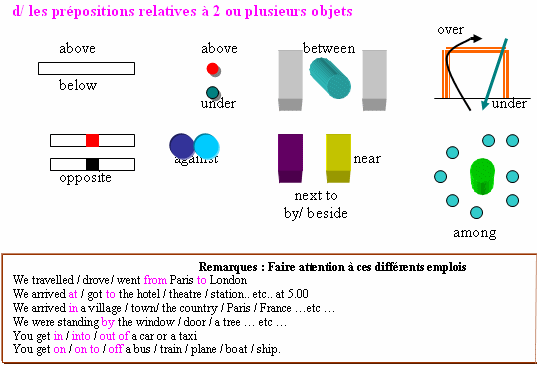 d/ les prépositions relatives à 2 ou plusieurs objets
above
below
above
under
between
over
under
opposite
against
next to
by/ beside
near
among
Remarques : Faire attention à ces différents emplois
We travelled / drove/ went from Paris to London
We arrived at / got to the hotel / theatre / station.. etc.. at 5.00
We arrived in a village / town/ the country / Paris / France …etc …
We were standing by the window / door / a tree … etc …
You get in / into / out of a car or a taxi
You get on / on to / off a bus / train / plane / boat / ship.